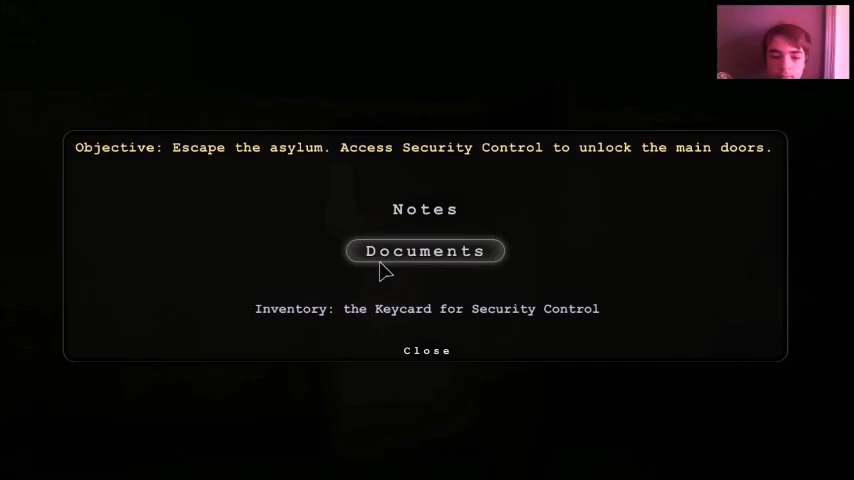 Objective: Escape the asylum. Access Security Control to unlock the main doors.
Notes
Documents
Inventory: the Keycard for Security Control
Close